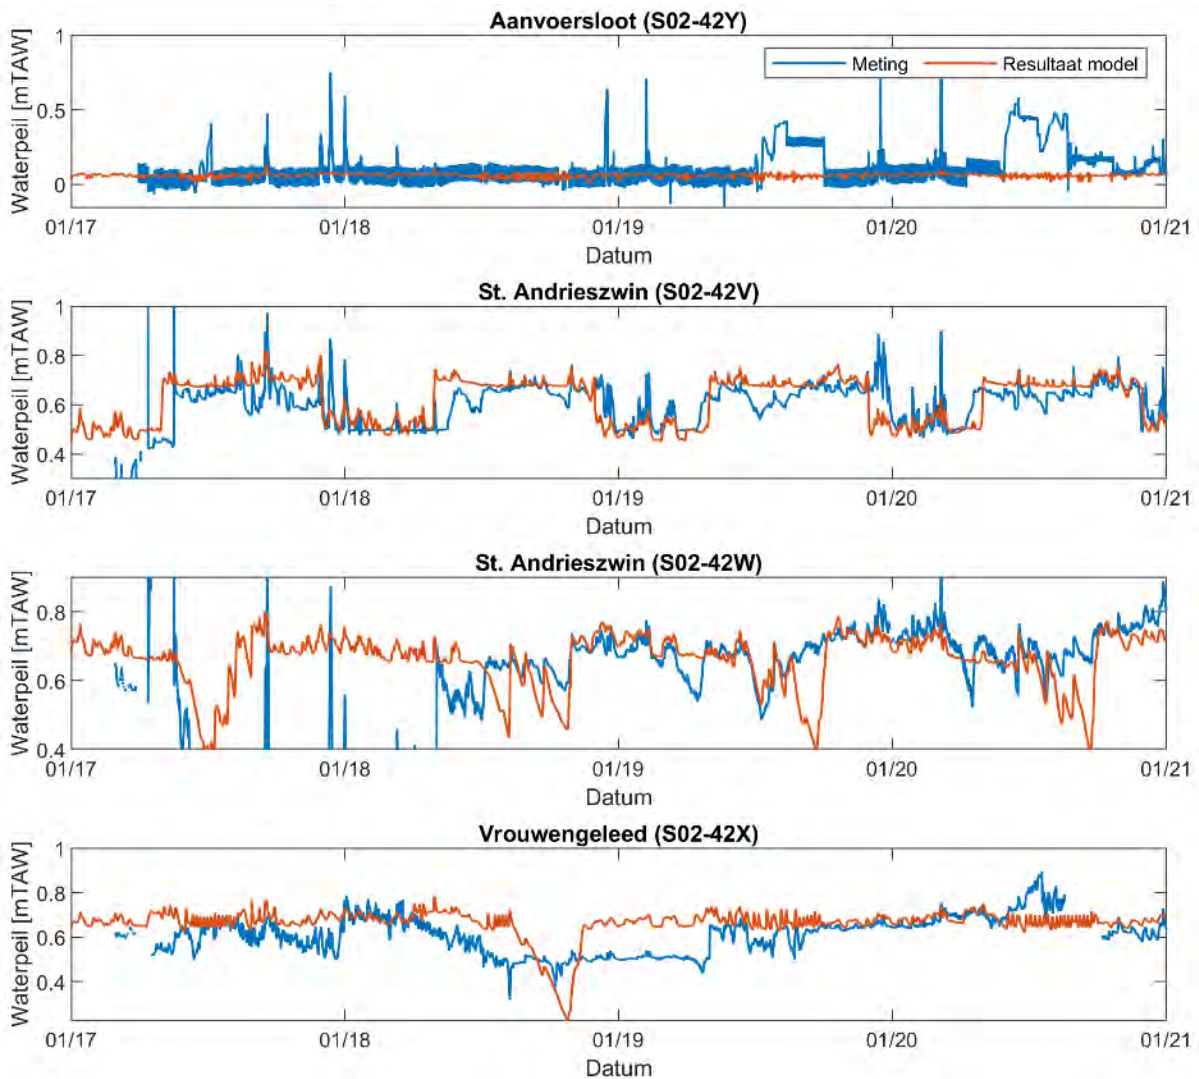 Aanvoersloot (S02-42Y)
Waterpeil [mTAW]
1
0.5
0
Meting
Resultaat model
01/17 01/18 01/19 01/20 01/21
Datum
St. Andrieszwin (S02-42V)
Waterpeil [mTAW]
1
0.8
0.6
0.4
01/17 01/18 01/19 01/20 01/21
Datum
St. Andrieszwin (S02-42W)
Waterpeil [mTAW]
0.8
0.6
0.4
01/17 01/18 01/19 01/20 01/21
Datum
Vrouwengeleed (S02-42X)
Waterpeil [mTAW]
1
0.8
0.6
0.4
01/17 01/18 01/19 01/20 01/21
Datum